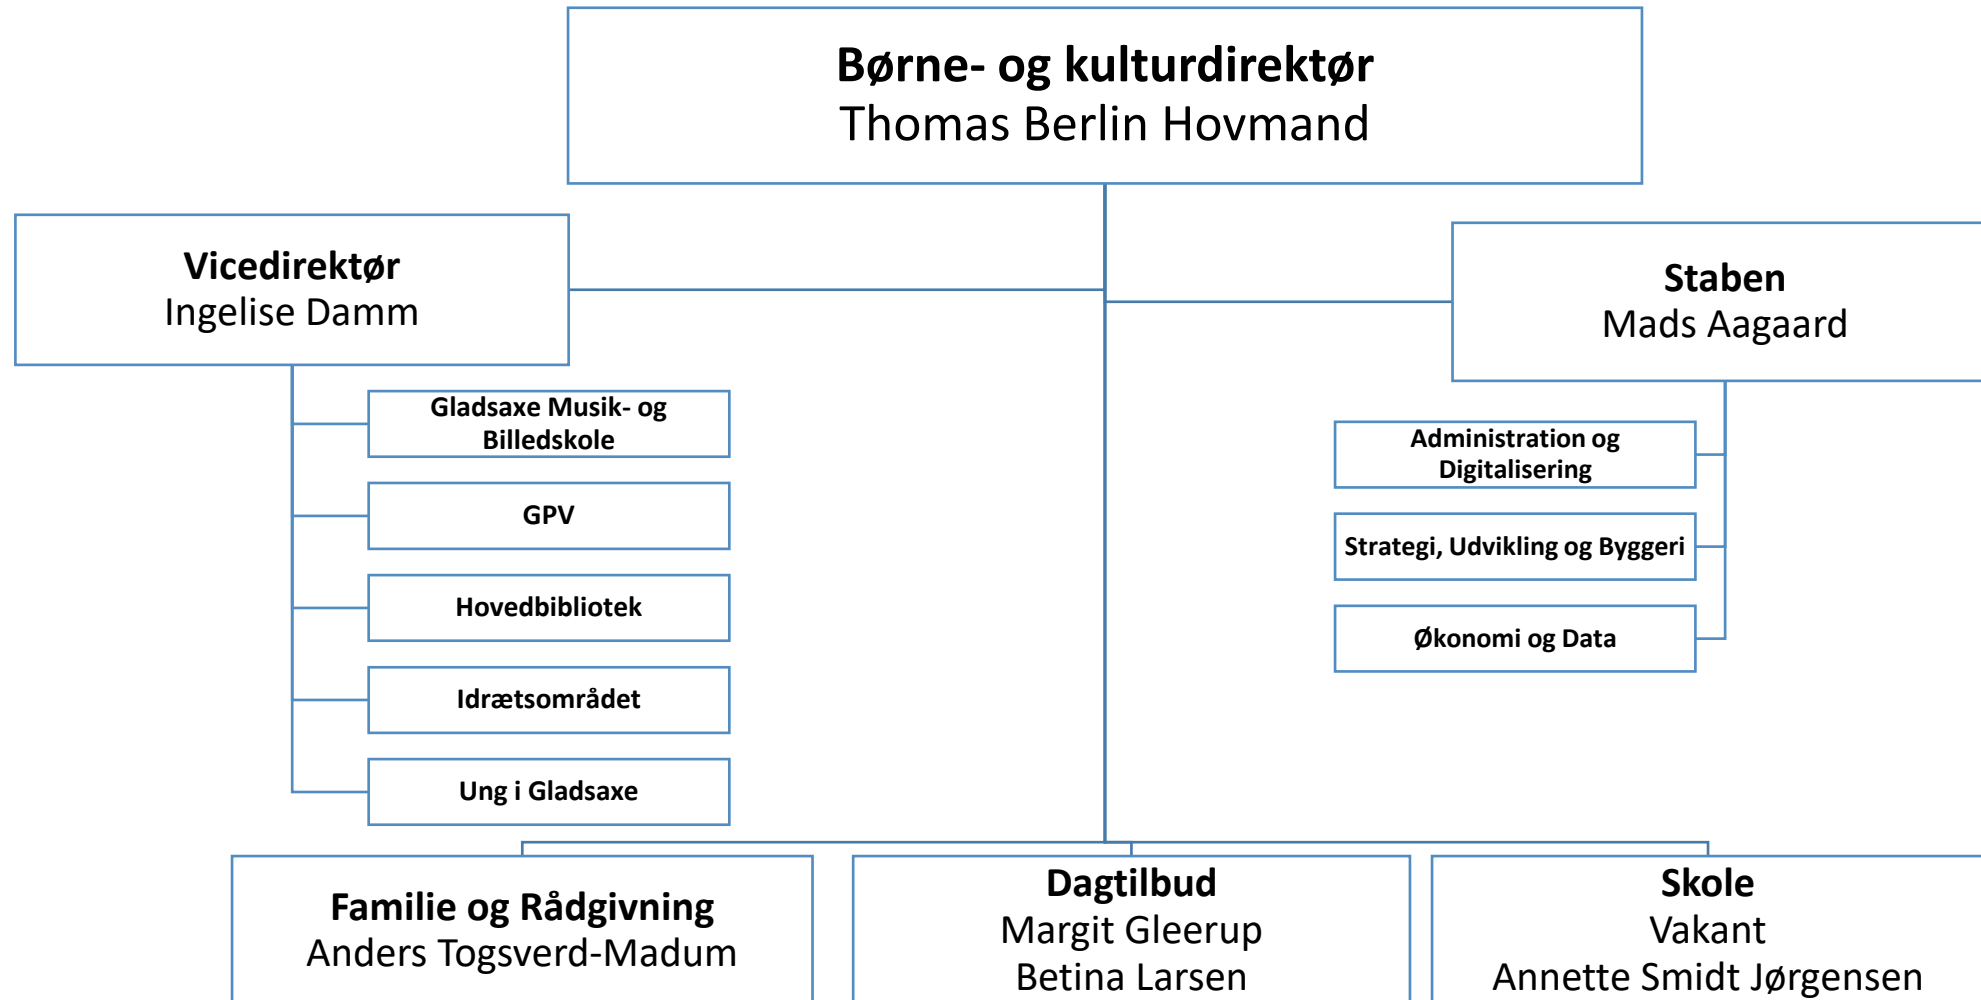 Børne- og kulturdirektør
Thomas Berlin Hovmand
Vicedirektør
Ingelise Damm
Staben
Mads Aagaard
Gladsaxe Musik- og
Billedskole
GPV
Hovedbibliotek
Idrætsområdet
Ung i Gladsaxe
Administration og
Digitalisering
Strategi, Udvikling og Byggeri
Økonomi og Data
Familie og Rådgivning
Anders Togsverd-Madum
Dagtilbud
Margit Gleerup
Betina Larsen
Skole
Vakant
Annette Smidt Jørgensen